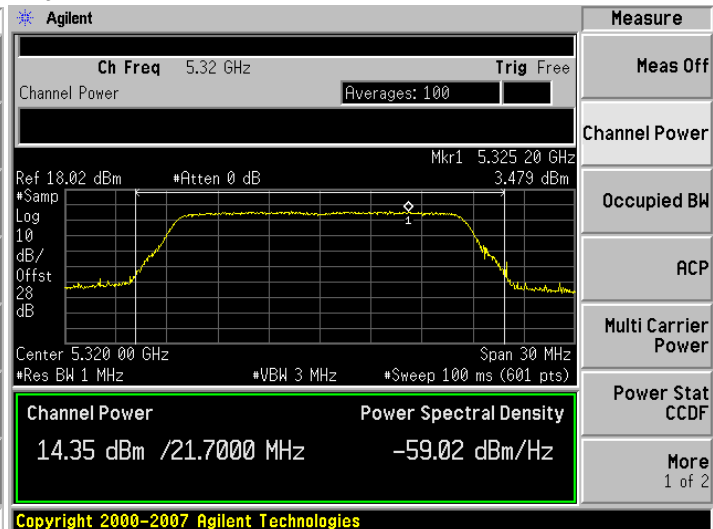 Agilent
Measure
Ch Freq 5.32 GHz Trig Free
Channel Power Averages: 100
Mkr1 5.325 20 GHz
Ref 18.02 dBm #Atten 0 dB 3.479 dBm
#Samp
Log
10
dB/
Offst
28
dB
1
Center 5.320 00 GHz Span 30 MHz
#Res BW 1 MHz #VBW 3 MHz #Sweep 100 ms (601 pts)
Channel Power Power Spectral Density
14.35 dBm /21.7000 MHz -59.02 dBm/Hz
Copyright 2000-2007 Agilent Technologies
Meas Off
Channel Power
Occupied BW
ACP
Multi Carrier
Power
Power Stat
CCDF
More
1 of 2